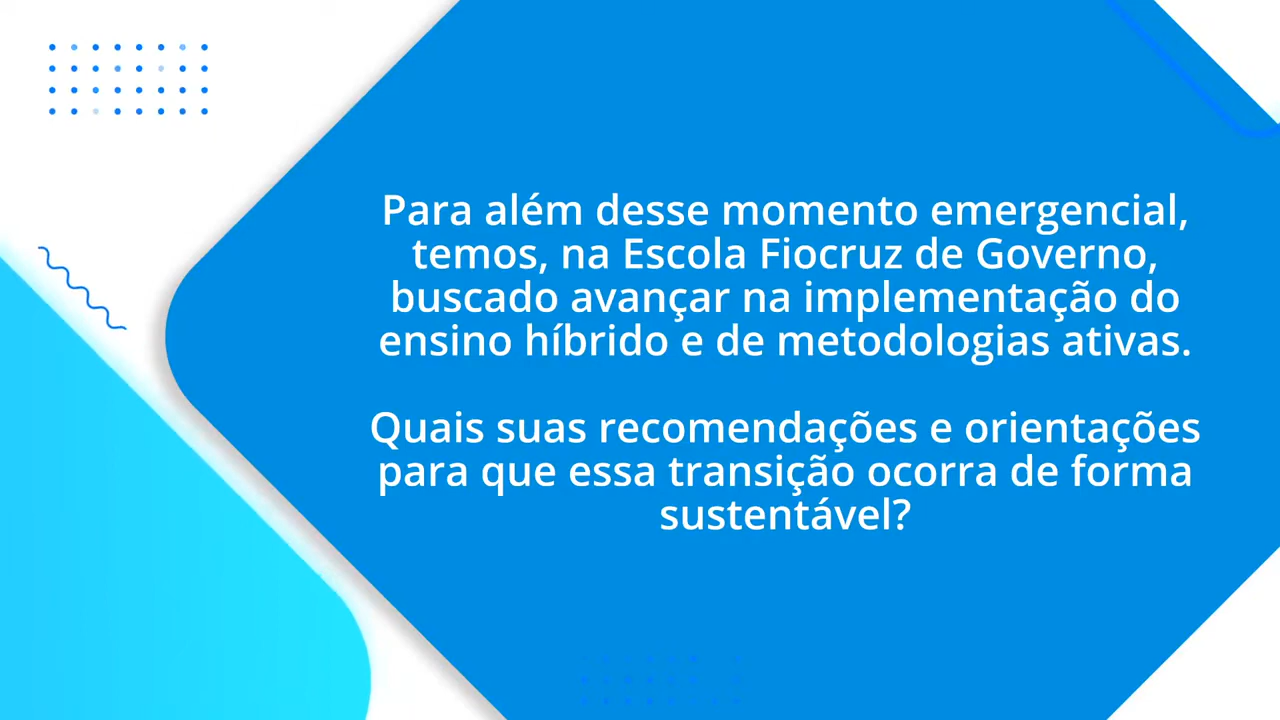 Para além desse momento emergencial,
temos, na Escola Fiocruz de Governo,
buscado avançar na implementação do
ensino híbrido e de metodologias ativas.
Quais suas recomendações e orientações
para que essa transição ocorra de forma
sustentável?